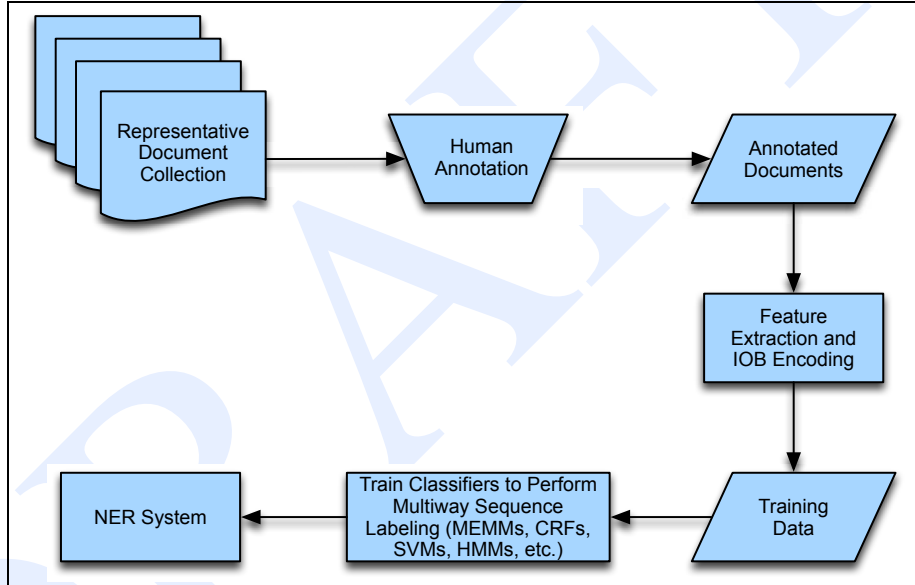 Representative
Document
Collection
Human
Annotation
Annotated
Documents
Feature
Extraction and
IOB Encoding
Training
Data
Train Classifiers to Perform
Multiway Sequence
Labeling (MEMMs, CRFs,
SVMs, HMMs, etc.)
NER System